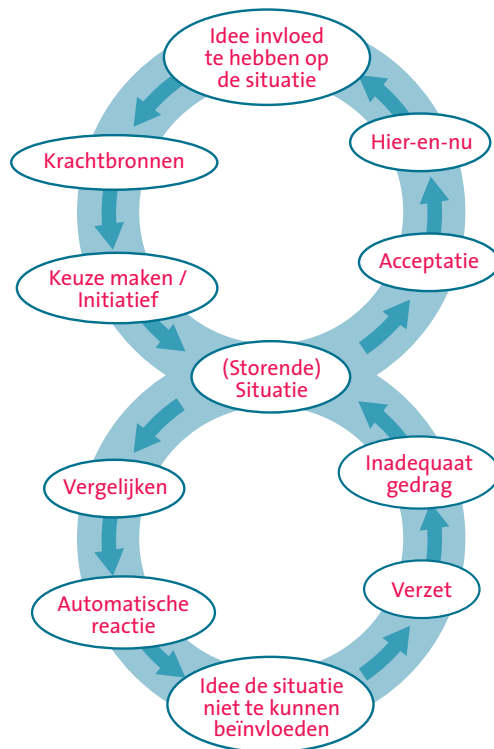 Idee invloed
te hebben op
de situatie
Krachtbronnen
Hier-en-nu
Keuze maken /
Initiatief
Acceptatie
(Storende)
Situatie
Vergelijken
Inadequaat
gedrag
Automatische
reactie
Verzet
Idee de situatie
niet te kunnen
beïnvloeden